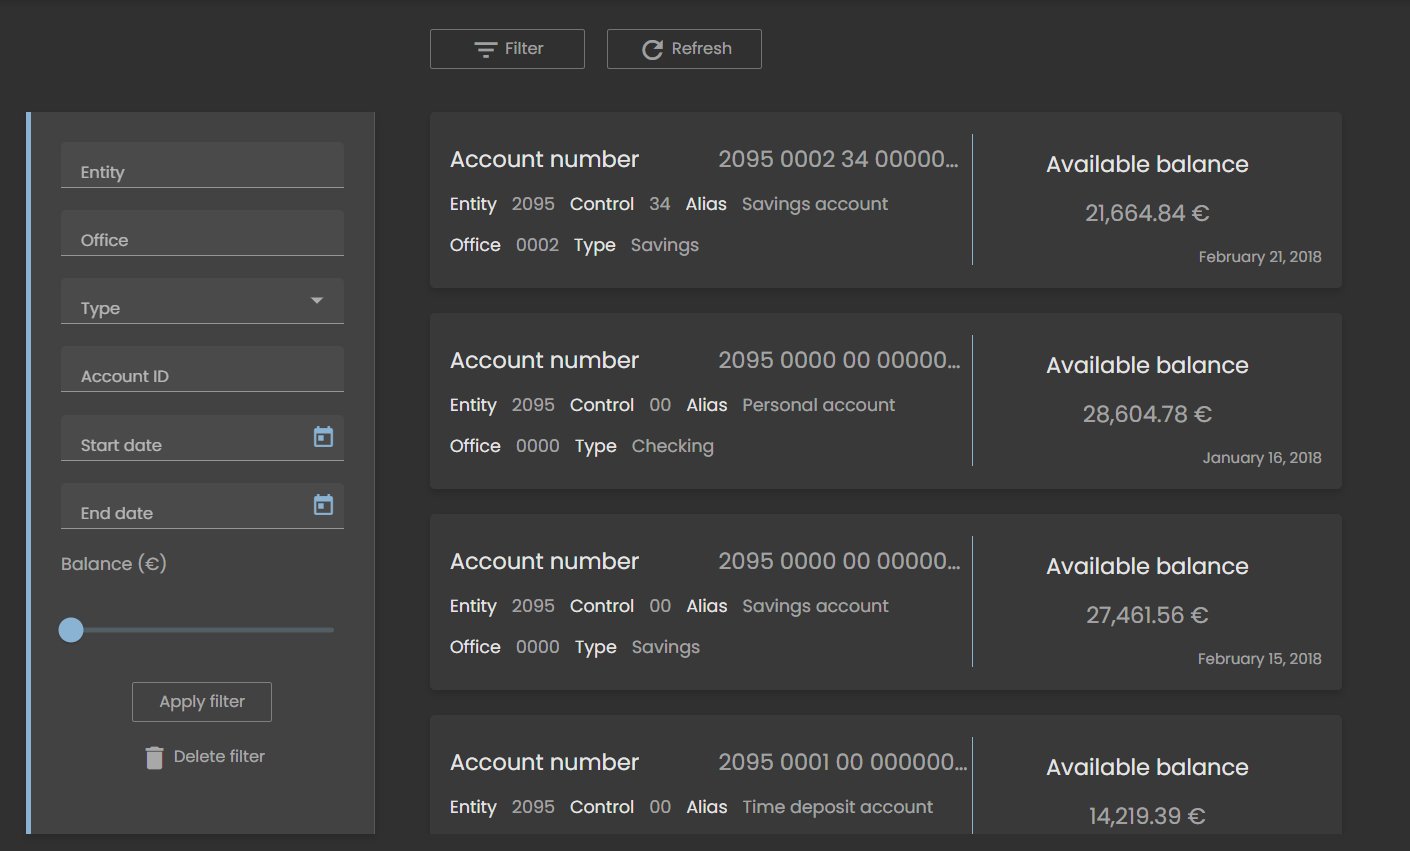 Filter
Refresh
Entity
Office
Type
Account ID
Start date
End date
Balance (€)
Apply filter
Delete filter
Account number 2095 0002 34 00000...
Entity 2095 Control 34 Alias Savings account
Office 0002 Type Savings
Available balance
21,664.84 €
February 21, 2018
Account number 2095 0000 00 00000...
Entity 2095 Control 00 Alias Personal account
Office 0000 Type Checking
Available balance
28,604.78 €
January 16, 2018
Account number 2095 0000 00 00000...
Entity 2095 Control 00 Alias Savings account
Office 0000 Type Savings
Available balance
27,461.56 €
February 15, 2018
Account number 2095 0001 00 000000...
Entity 2095 Control 00 Alias Time deposit account
Available balance
14,219.39 €